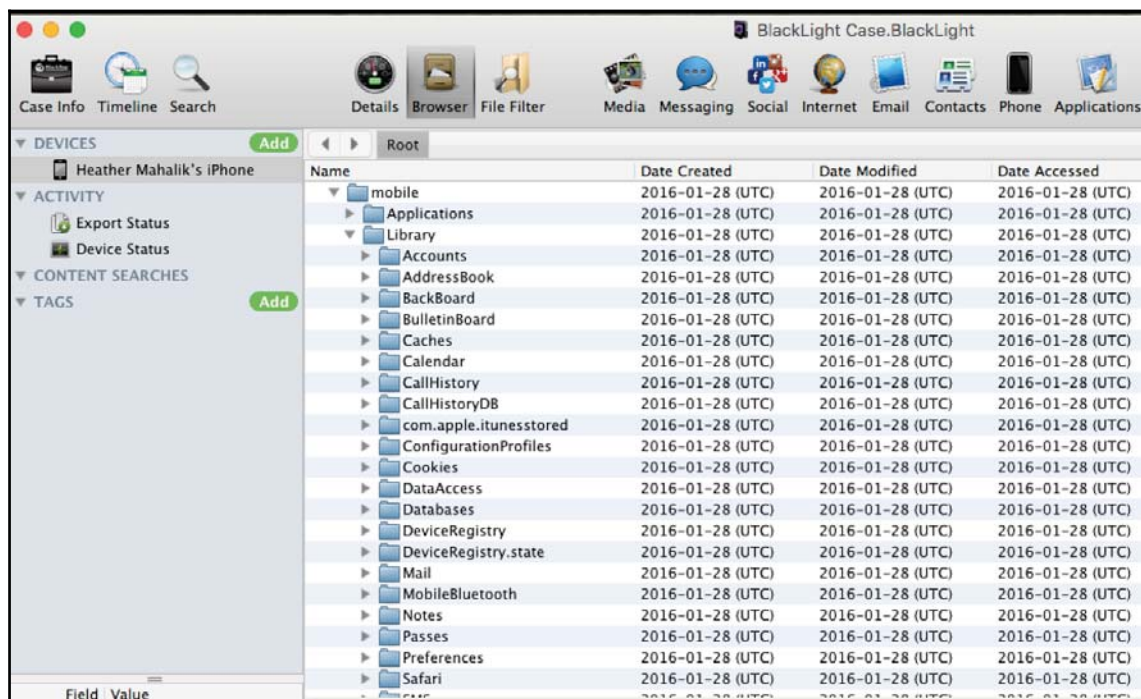 BlackLight Case.BlackLight
Case Info Timeline Search Details Browser File Filter Media Messaging Social Internet Email Contacts Phone Applications
DEVICES Add
Heather Mahalik's iPhone
ACTIVITY
Export Status
Device Status
CONTENT SEARCHES
TAGS Add
Field Value
Root
Name Date Created Date Modified Date Accessed
mobile 2016-01-28 (UTC) 2016-01-28 (UTC) 2016-01-28 (UTC)
Applications 2016-01-28 (UTC) 2016-01-28 (UTC) 2016-01-28 (UTC)
Library 2016-01-28 (UTC) 2016-01-28 (UTC) 2016-01-28 (UTC)
Accounts 2016-01-28 (UTC) 2016-01-28 (UTC) 2016-01-28 (UTC)
AddressBook 2016-01-28 (UTC) 2016-01-28 (UTC) 2016-01-28 (UTC)
BackBoard 2016-01-28 (UTC) 2016-01-28 (UTC) 2016-01-28 (UTC)
BulletinBoard 2016-01-28 (UTC) 2016-01-28 (UTC) 2016-01-28 (UTC)
Caches 2016-01-28 (UTC) 2016-01-28 (UTC) 2016-01-28 (UTC)
Calendar 2016-01-28 (UTC) 2016-01-28 (UTC) 2016-01-28 (UTC)
CallHistory 2016-01-28 (UTC) 2016-01-28 (UTC) 2016-01-28 (UTC)
CallHistoryDB 2016-01-28 (UTC) 2016-01-28 (UTC) 2016-01-28 (UTC)
com.apple.itunesstored 2016-01-28 (UTC) 2016-01-28 (UTC) 2016-01-28 (UTC)
ConfigurationProfiles 2016-01-28 (UTC) 2016-01-28 (UTC) 2016-01-28 (UTC)
Cookies 2016-01-28 (UTC) 2016-01-28 (UTC) 2016-01-28 (UTC)
DataAccess 2016-01-28 (UTC) 2016-01-28 (UTC) 2016-01-28 (UTC)
Databases 2016-01-28 (UTC) 2016-01-28 (UTC) 2016-01-28 (UTC)
DeviceRegistry 2016-01-28 (UTC) 2016-01-28 (UTC) 2016-01-28 (UTC)
DeviceRegistry.state 2016-01-28 (UTC) 2016-01-28 (UTC) 2016-01-28 (UTC)
Mail 2016-01-28 (UTC) 2016-01-28 (UTC) 2016-01-28 (UTC)
MobileBluetooth 2016-01-28 (UTC) 2016-01-28 (UTC) 2016-01-28 (UTC)
Notes 2016-01-28 (UTC) 2016-01-28 (UTC) 2016-01-28 (UTC)
Passes 2016-01-28 (UTC) 2016-01-28 (UTC) 2016-01-28 (UTC)
Preferences 2016-01-28 (UTC) 2016-01-28 (UTC) 2016-01-28 (UTC)
Safari 2016-01-28 (UTC) 2016-01-28 (UTC) 2016-01-28 (UTC)